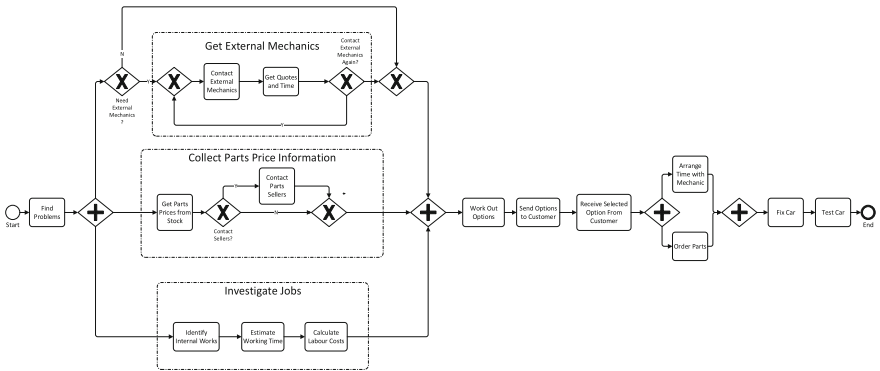 N
Get External Mechanics
Contact
External
Mechanics
Again?
Contact
External
Mechanics
Get Quotes
and Time
Need
External
Mechanics
?
Y
Y
Collect Parts Price Information
Contact
Parts
Sellers
Y
Get Parts
Prices from
Stock
N
Contact
Sellers?
Find
Problems
Start
Work Out
Options
Send Options
to Customer
Receive Selected
Option From
Customer
Arrange
Time with
Mechanic
Order Parts
Fix Car
Test Car
End
Investigate Jobs
Identify
Internal Works
Estimate
Working Time
Calculate
Labour Costs